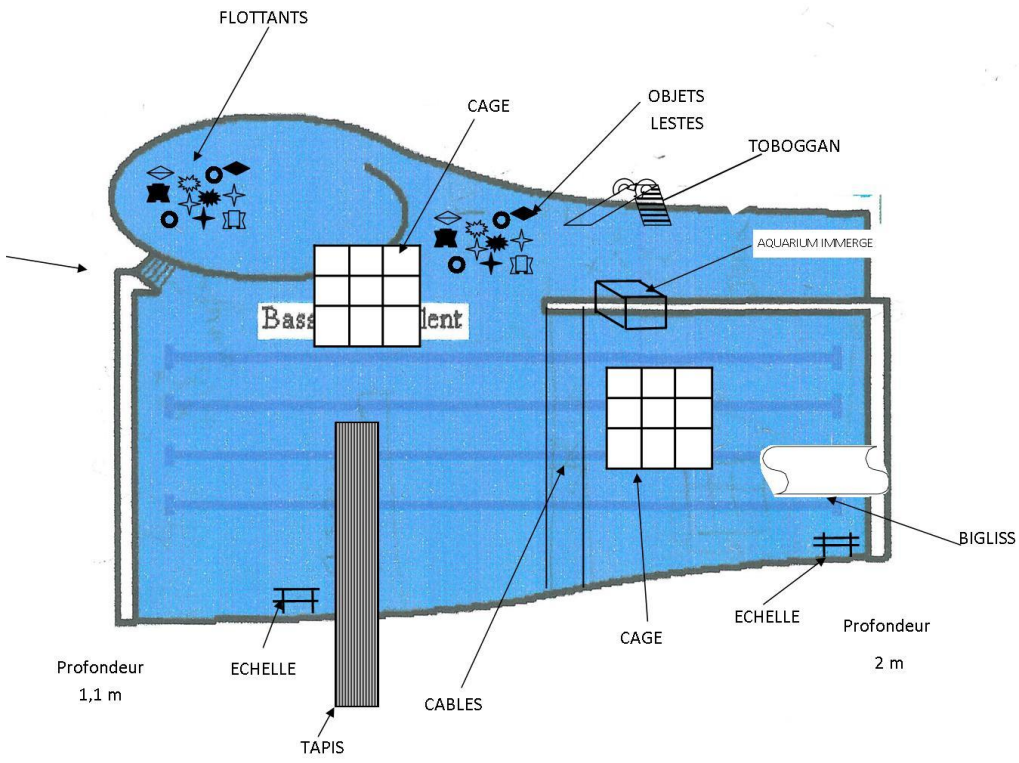 FLOTTANTS
CAGE
OBJETS
LESTES
TOBOGGAN
AQUARIUM IMMERGE
BIGLISS
ECHELLE
Profondeur
2 m
CAGE
Profondeur
1,1 m
ECHELLE
CABLES
TAPIS